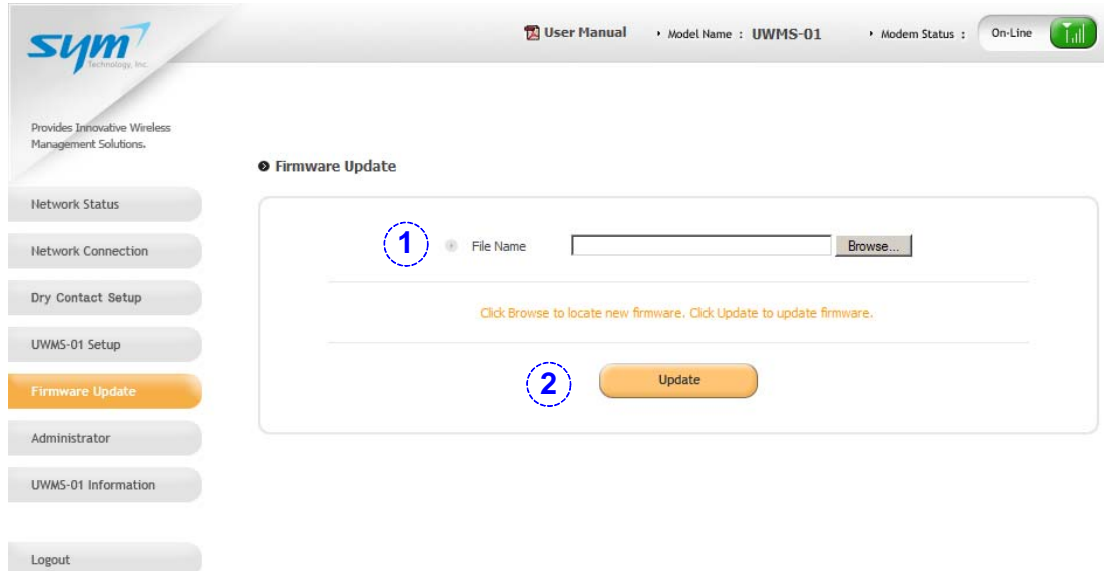 sym
Technology, Inc.
User Manual
Model Name : UWMS-01
Modem Status :
On-Line
Provides Innovative Wireless
Management Solutions.
Firmware Update
Network Status
Network Connection
Dry Contact Setup
UWMS-01 Setup
Firmware Update
Administrator
UWMS-01 Information
Logout
1
File Name
Browse...
Click Browse to locate new firmware. Click Update to update firmware.
2
Update